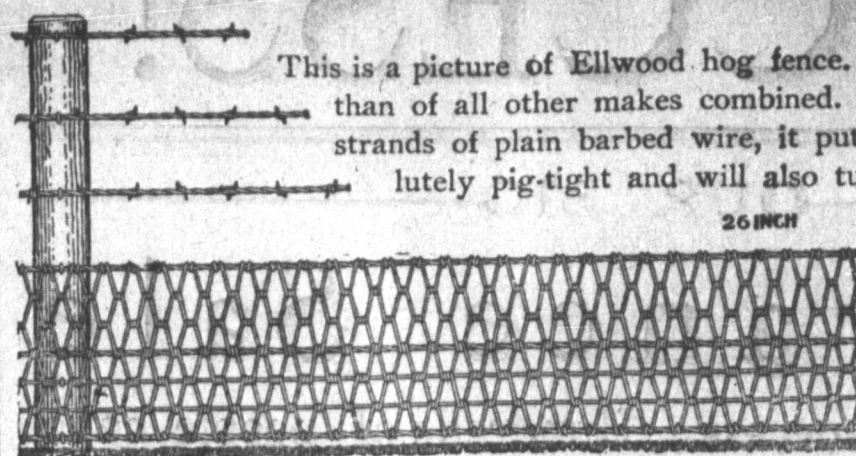 This is a picture of Ellwood hog fence.
than of all other makes combined.
strands of plain barbed wire, it put
lutely pig-tight and will also tu
26 INCH